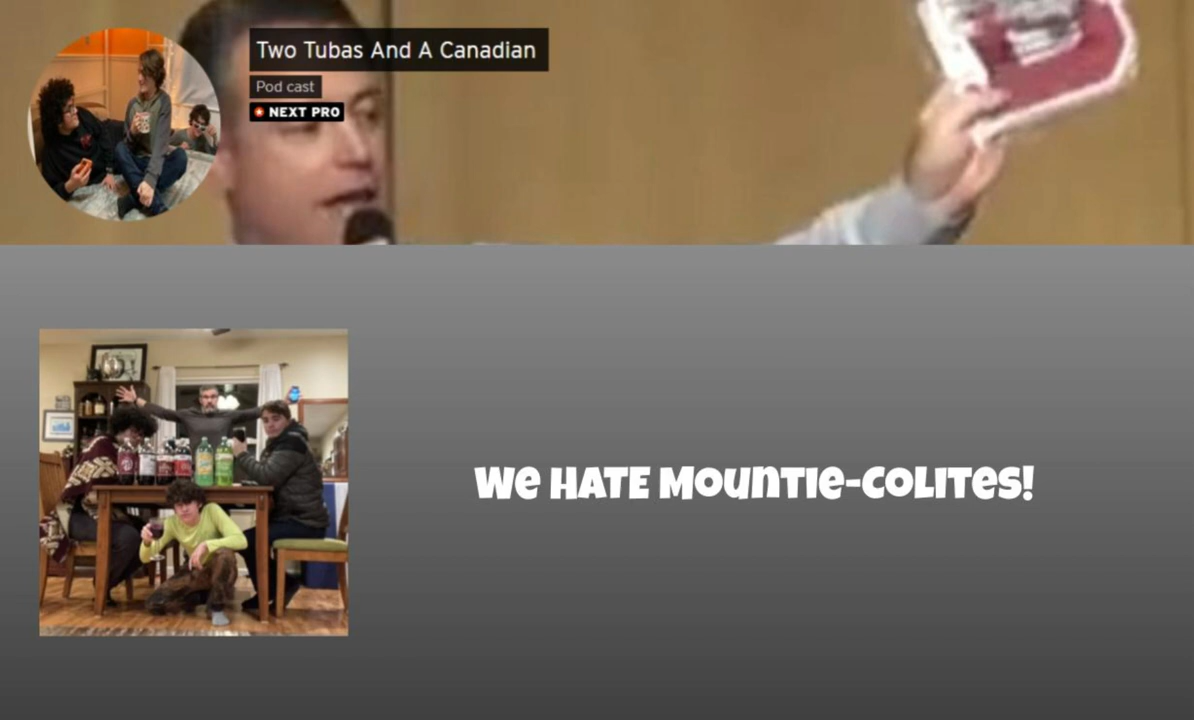 Two Tubas And A Canadian
Pod cast
NEXT PRO
We HATE Mountie-Colites!